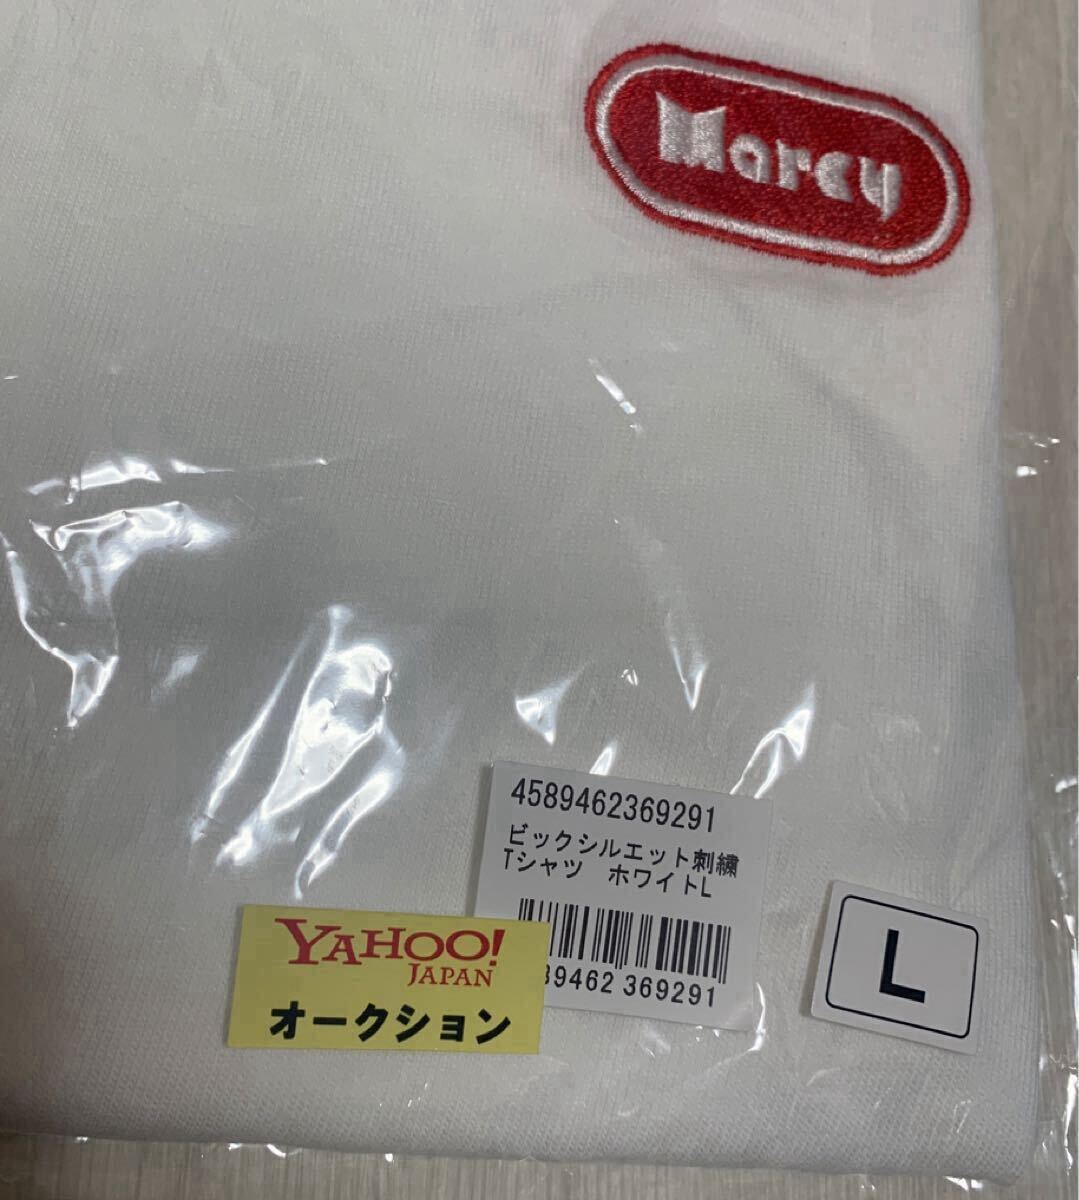 Marcy
4589462369291
ビックシルエット刺繍
Tシャツ　ホワイトL
89462 369291
L
YAHOO!
JAPAN
オークション